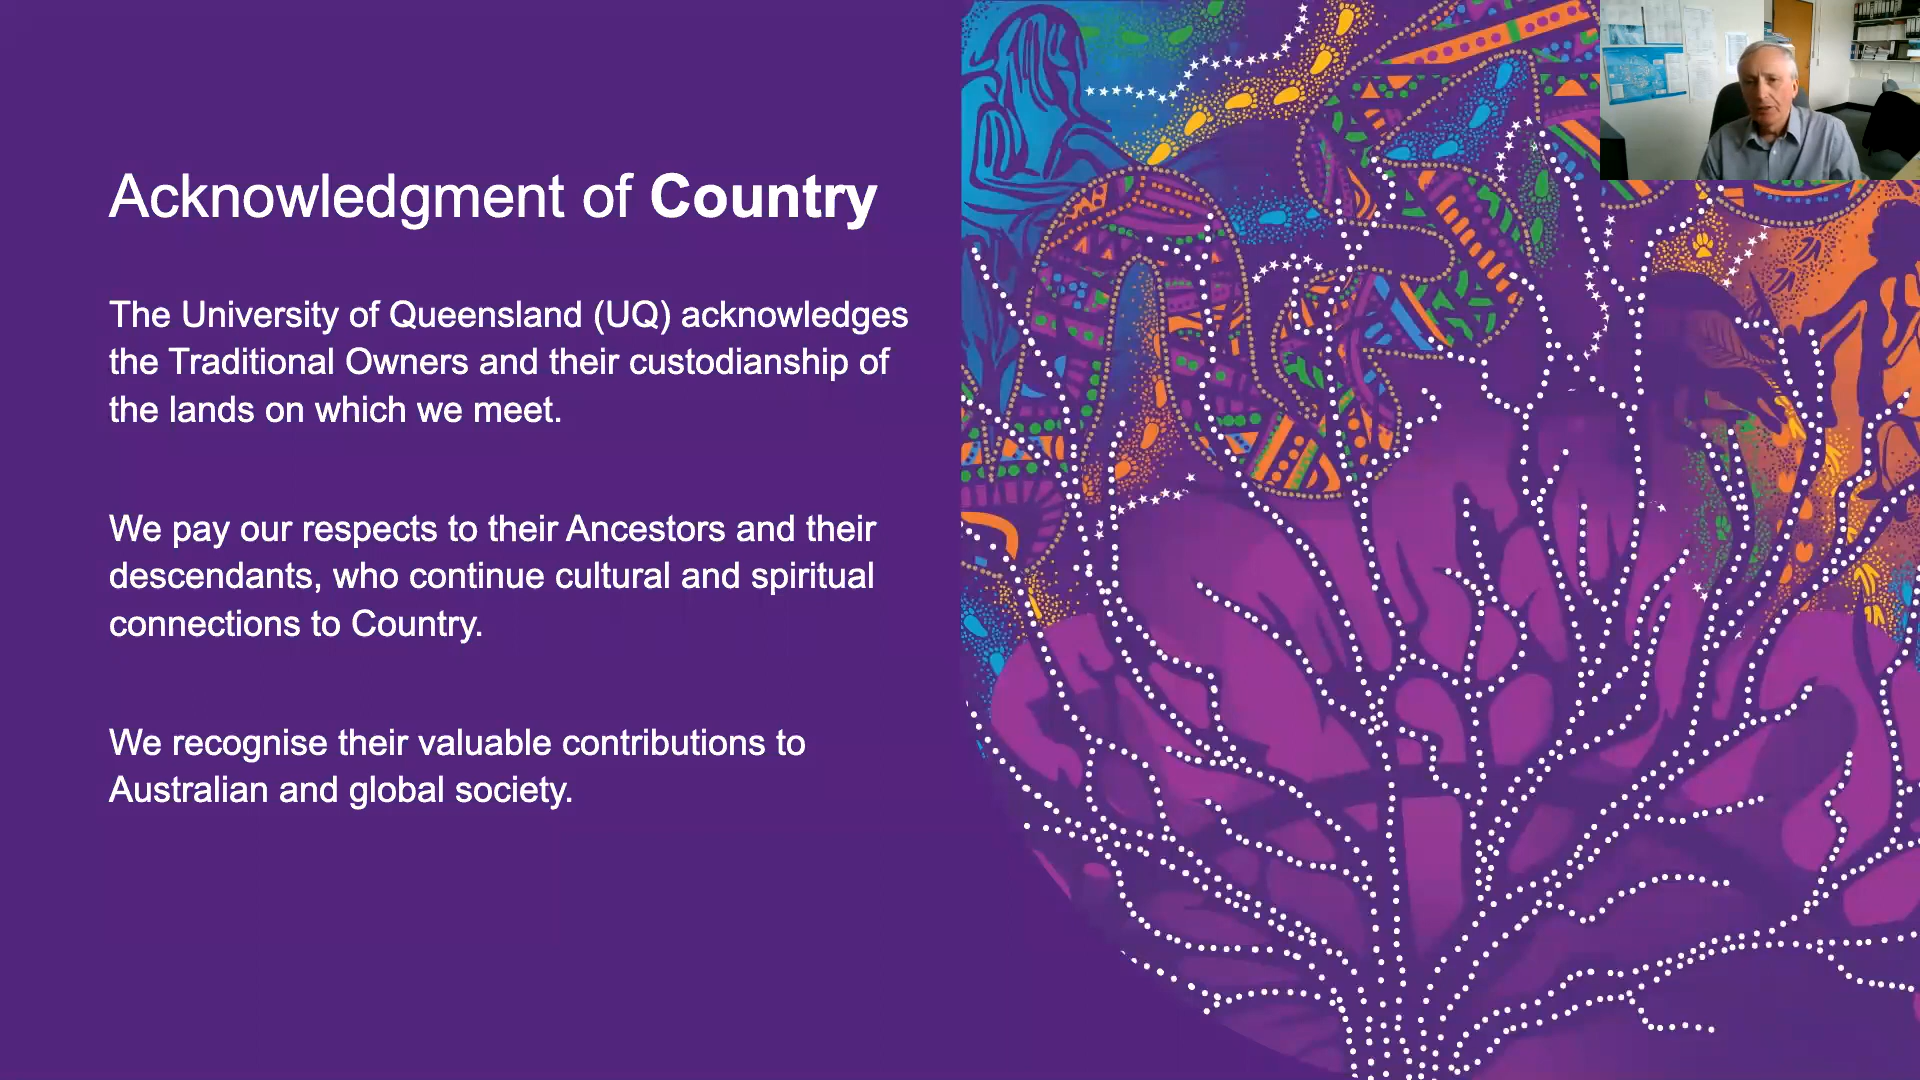 Acknowledgment of Country
The University of Queensland (UQ) acknowledges
the Traditional Owners and their custodianship of
the lands on which we meet.
We pay our respects to their Ancestors and their
descendants, who continue cultural and spiritual
connections to Country.
We recognise their valuable contributions to
Australian and global society.